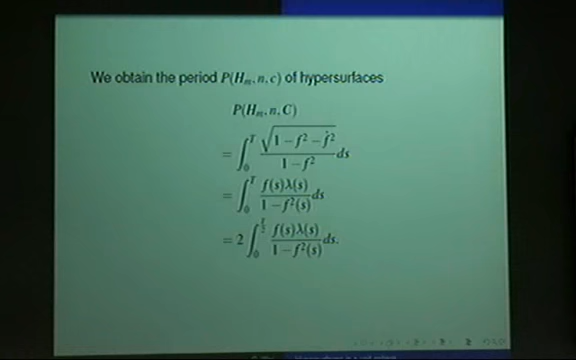 We obtain the period P(H_m, n, c) of hypersurfaces
P(H_m, n, C)
= ∫_0^T √(1 − f² − ḟ²) / (1 − f²) ds
= ∫_0^T f(s)λ(s) / (1 − f²(s)) ds
= 2 ∫_0^{T/2} f(s)λ(s) / (1 − f²(s)) ds.